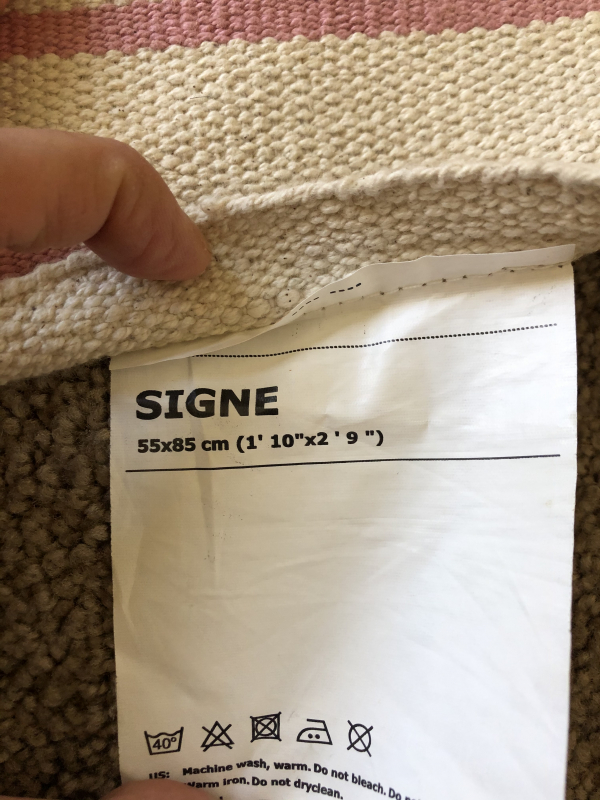 SIGNE
55x85 cm (1' 10"x2 ' 9 ")
40°
US: Machine wash, warm. Do not bleach. Do
Warm iron. Do not dryclean.